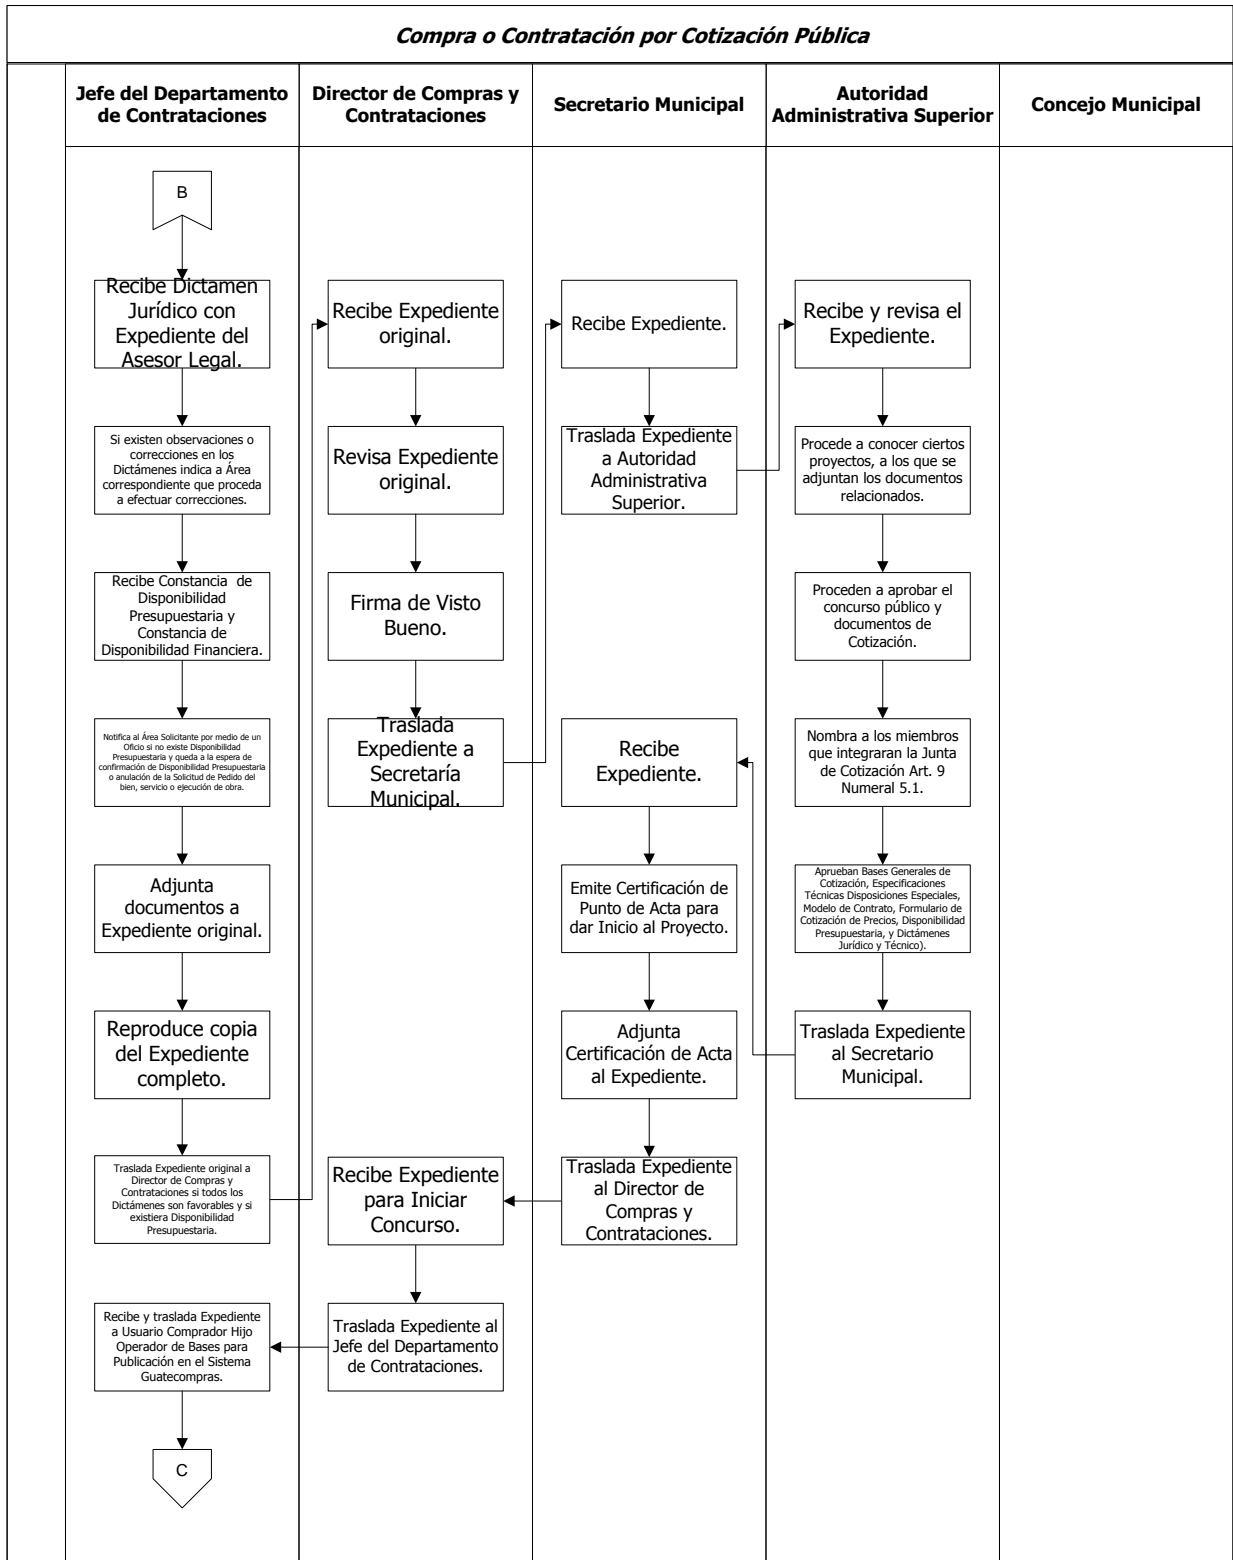 Compra o Contratación por Cotización Pública
Jefe del Departamento
de Contrataciones
Director de Compras y
Contrataciones
Secretario Municipal
Autoridad
Administrativa Superior
Concejo Municipal
B
Recibe Dictamen
Jurídico con
Expediente del
Asesor Legal.
Si existen observaciones o
correcciones en los
Dictámenes indica a Área
correspondiente que proceda
a efectuar correcciones.
Recibe Constancia de
Disponibilidad
Presupuestaria y
Constancia de
Disponibilidad Financiera.
Notifica al Área Solicitante por medio de un
Oficio si no existe Disponibilidad
Presupuestaria y queda a la espera de
confirmación de Disponibilidad Presupuestaria
o anulación de la Solicitud de Pedido del
bien, servicio o ejecución de obra.
Adjunta
documentos a
Expediente original.
Reproduce copia
del Expediente
completo.
Traslada Expediente original a
Director de Compras y
Contrataciones si todos los
Dictámenes son favorables y si
existiera Disponibilidad
Presupuestaria.
Recibe Expediente
original.
Revisa Expediente
original.
Firma de Visto
Bueno.
Traslada
Expediente a
Secretaría
Municipal.
Recibe Expediente.
Traslada Expediente
a Autoridad
Administrativa
Superior.
Recibe y revisa el
Expediente.
Procede a conocer ciertos
proyectos, a los que se
adjuntan los documentos
relacionados.
Proceden a aprobar el
concurso público y
documentos de
Cotización.
Nombra a los miembros
que integraran la Junta
de Cotización Art. 9
Numeral 5.1.
Aprueban Bases Generales de
Cotización, Especificaciones
Técnicas Disposiciones Especiales,
Modelo de Contrato, Formulario de
Cotización de Precios, Disponibilidad
Presupuestaria, y Dictámenes
Jurídico y Técnico).
Traslada Expediente
al Secretario
Municipal.
Recibe
Expediente.
Emite Certificación de
Punto de Acta para
dar Inicio al Proyecto.
Adjunta
Certificación de Acta
al Expediente.
Traslada Expediente
al Director de
Compras y
Contrataciones.
Recibe Expediente
para Iniciar
Concurso.
Traslada Expediente al
Jefe del Departamento
de Contrataciones.
Recibe y traslada Expediente
a Usuario Comprador Hijo
Operador de Bases para
Publicación en el Sistema
Guatecompras.
C